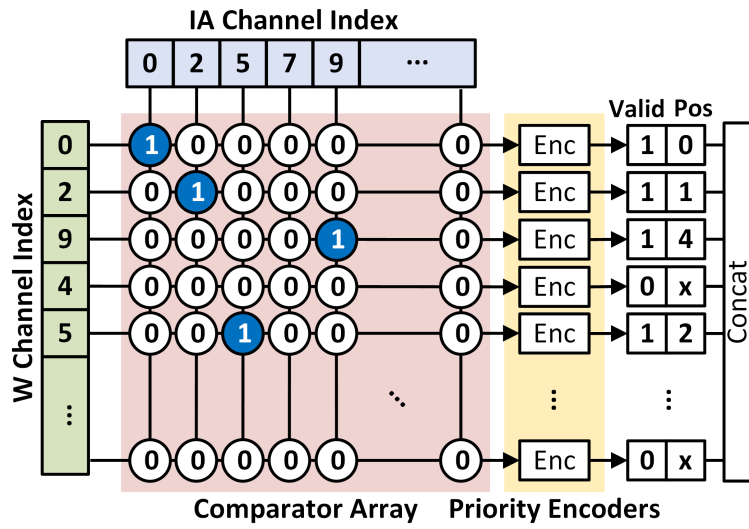 IA Channel Index
0 2 5 7 9 ...
Valid Pos
W Channel Index
0 1 0 0 0 0 0 Enc 1 0
2 0 1 0 0 0 0 Enc 1 1
9 0 0 0 0 1 0 Enc 1 4
4 0 0 0 0 0 0 Enc 0 x
5 0 0 1 0 0 0 Enc 1 2
... ... ... ...
0 0 0 0 0 0 Enc 0 x
Concat
Comparator Array Priority Encoders